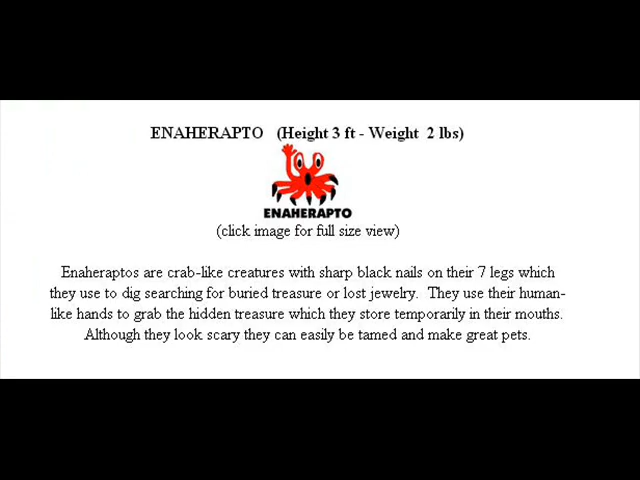 ENAHERAPTO (Height 3 ft - Weight 2 lbs)
ENAHERAPTO
(click image for full size view)
Enaheraptos are crab-like creatures with sharp black nails on their 7 legs which
they use to dig searching for buried treasure or lost jewelry. They use their human-
like hands to grab the hidden treasure which they store temporarily in their mouths.
Although they look scary they can easily be tamed and make great pets.